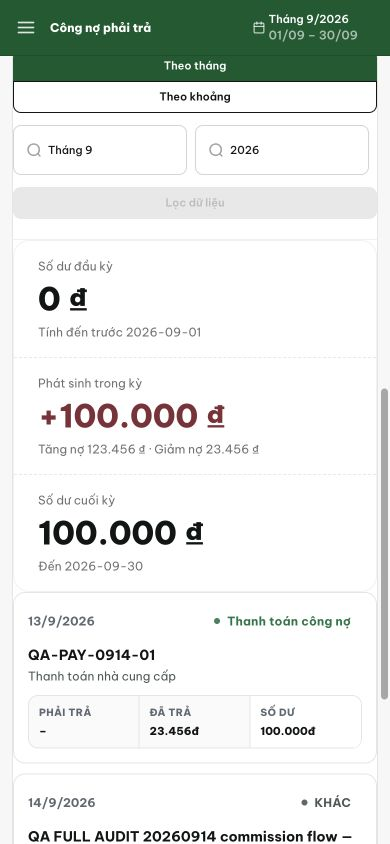 Công nợ phải trả
Tháng 9/2026
01/09 – 30/09
Theo tháng
Theo khoảng
Tháng 9
2026
Lọc dữ liệu
Số dư đầu kỳ
0 ₫
Tính đến trước 2026-09-01
Phát sinh trong kỳ
+100.000 ₫
Tăng nợ 123.456 ₫ · Giảm nợ 23.456 ₫
Số dư cuối kỳ
100.000 ₫
Đến 2026-09-30
13/9/2026
Thanh toán công nợ
QA-PAY-0914-01
Thanh toán nhà cung cấp
PHẢI TRẢ
ĐÃ TRẢ
SỐ DƯ
–
23.456đ
100.000đ
14/9/2026
KHÁC
QA FULL AUDIT 20260914 commission flow —